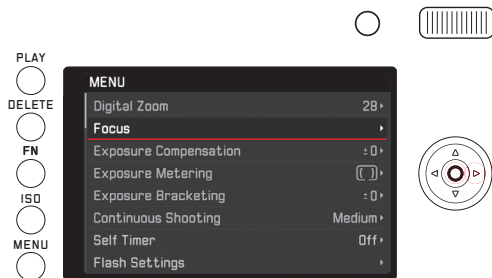 PLAY
DELETE
FN
ISO
MENU
MENU
Digital Zoom 28
Focus
Exposure Compensation ±0
Exposure Metering
Exposure Bracketing ±0
Continuous Shooting Medium
Self Timer Off
Flash Settings